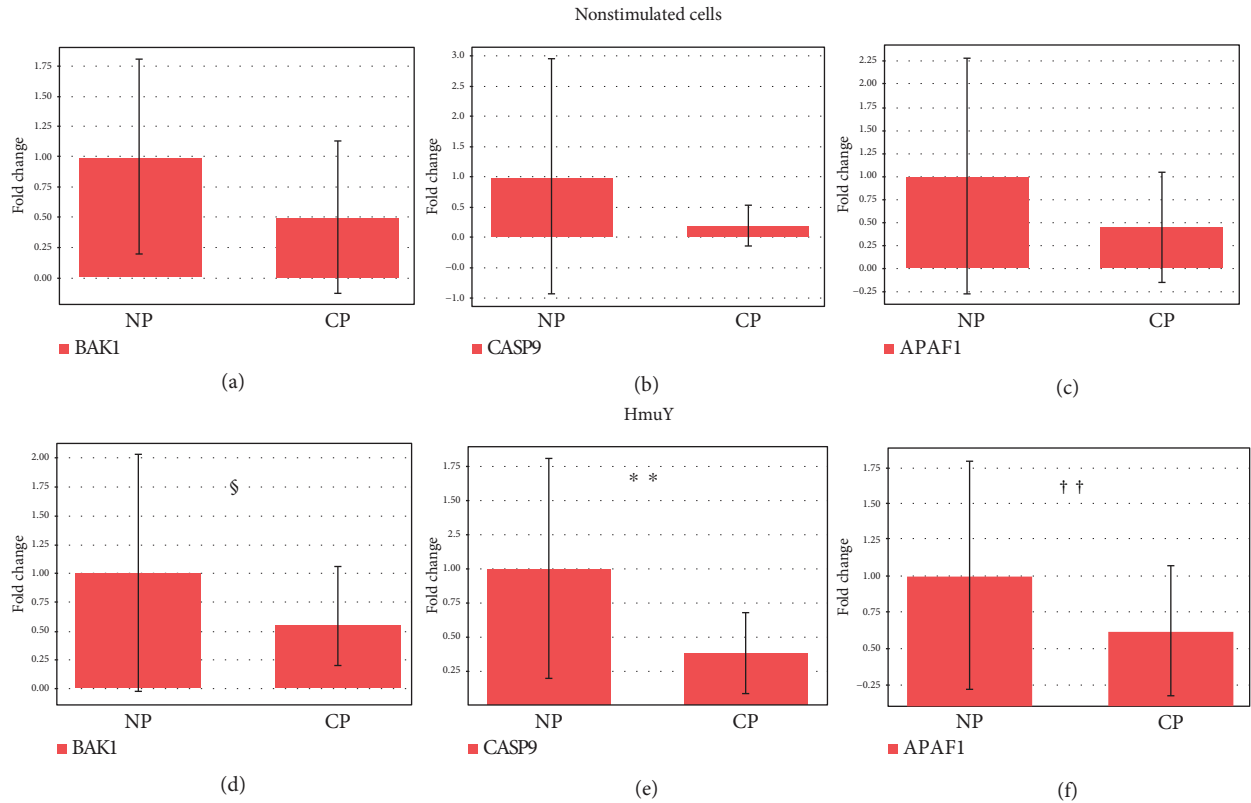 Nonstimulated cells
Fold change
1.75
1.50
1.25
1.00
0.75
0.50
0.25
0.00
NP CP
BAK1
(a)
Fold change
3.0
2.5
2.0
1.5
1.0
0.5
0.0
−0.0
−1.0
NP CP
CASP9
(b)
Fold change
2.25
2.00
1.75
1.50
1.25
1.00
0.75
0.50
0.25
0.00
−0.25
NP CP
APAF1
(c)
HmuY
Fold change
2.00
1.75
1.50
1.25
1.00
0.75
0.50
0.25
0.00
§
NP CP
BAK1
(d)
Fold change
1.75
1.50
2.5
1.00
0.75
0.50
0.25
* *
NP CP
CASP9
(e)
Fold change
1.75
1.50
1.25
1.00
0.75
0.50
−0.25
† †
NP CP
APAF1
(f)